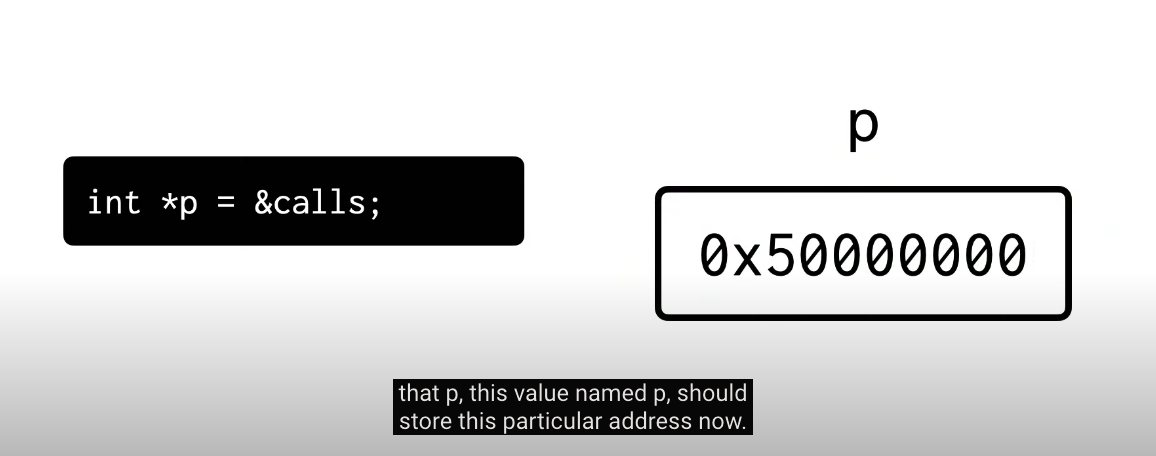 p
int *p = &calls;
0x50000000
that p, this value named p, should
store this particular address now.